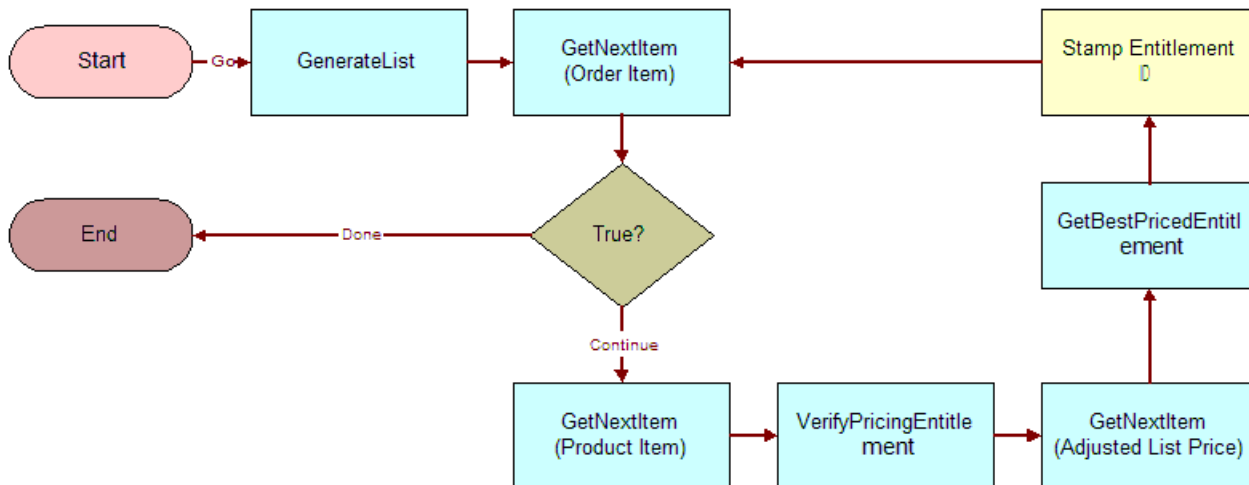 Start
Go
GenerateList
GetNextItem
(Order Item)
Stamp Entitlement
End
Done
True?
GetBestPricedEntitl
ement
Continue
GetNextItem
(Product Item)
VerifyPricingEntitle
ment
GetNextItem
(Adjusted List Price)